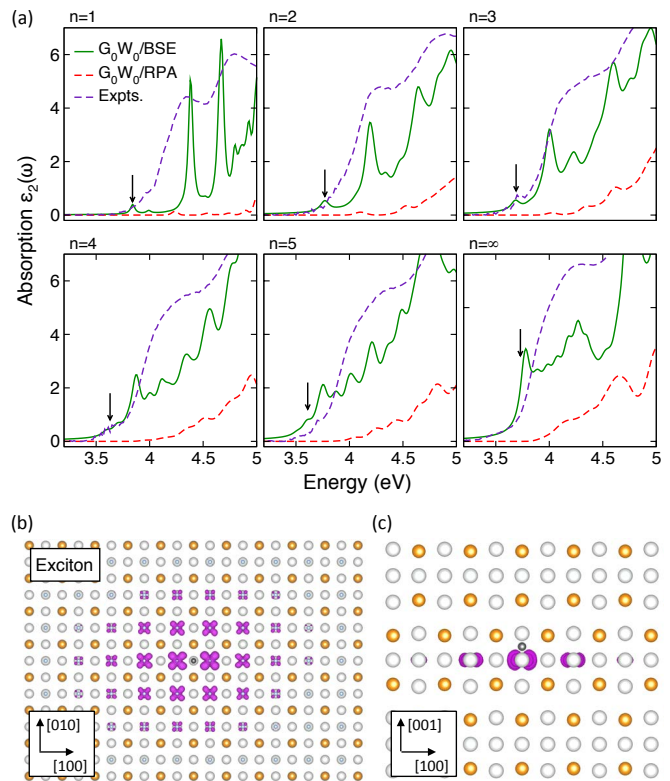 (a) n=1 n=2 n=3
G₀W₀/BSE
G₀W₀/RPA
Expts.
6
4
2
0
n=4 n=5 n=∞
6
4
2
0
Absorption ε₂(ω)
3.5 4 4.5 5 3.5 4 4.5 5 3.5 4 4.5 5
Energy (eV)
(b) (c)
Exciton
[010] [001]
[100] [100]